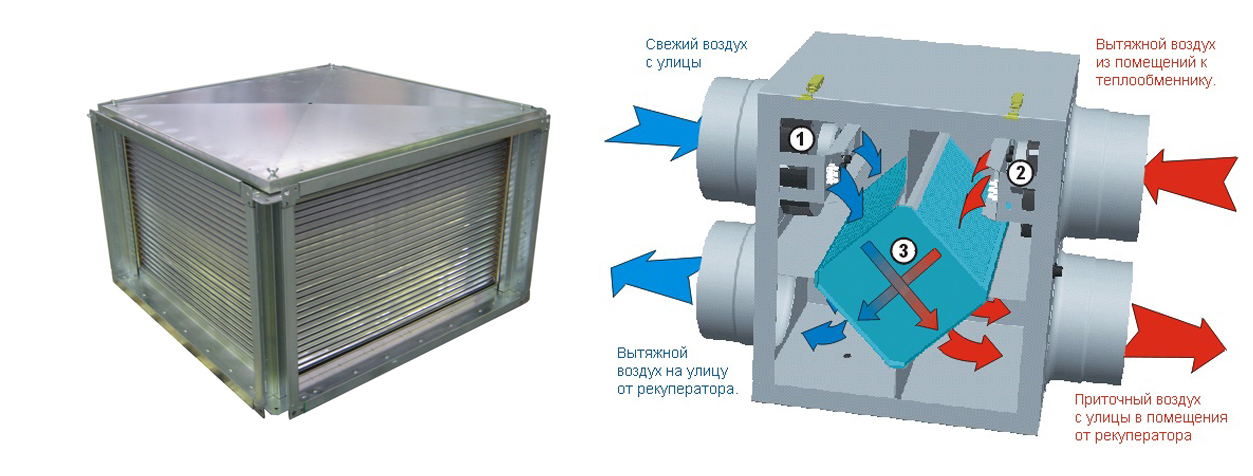 Свежий воздух
с улицы
Вытяжной воздух
из помещений к
теплообменнику.
1
2
3
Вытяжной
воздух на улицу
от рекуператора.
Приточный воздух
с улицы в помещения
от рекуператора